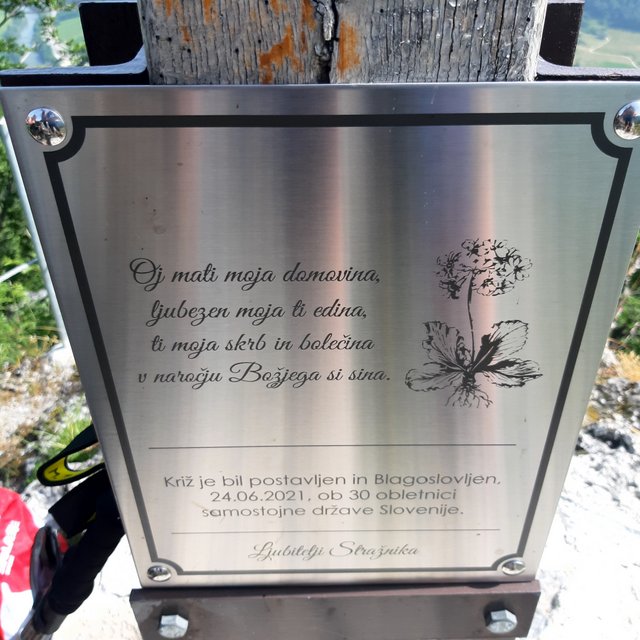 Oj mati moja domovina,
ljubezen moja ti edina,
ti moja skrb in bolečina
v naročju Božjega si sina.
Križ je bil postavljen in Blagoslovljen,
24.06.2021, ob 30 obletnici
samostojne države Slovenije.
Ljubitelji Stražnika